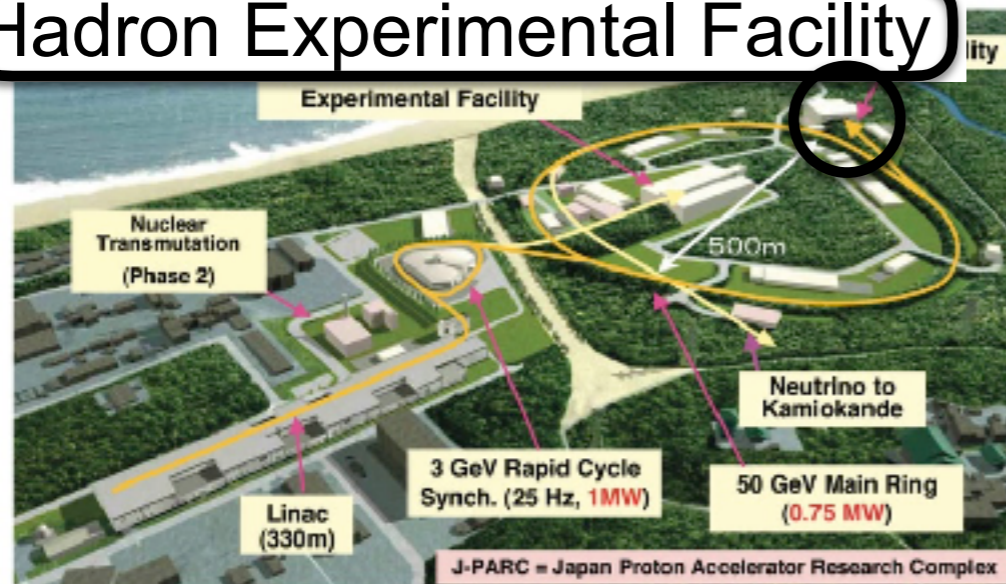 Hadron Experimental Facility
lity
Experimental Facility
Nuclear
Transmutation
(Phase 2)
500m
Neutrino to
Kamiokande
3 GeV Rapid Cycle
Synch. (25 Hz, 1MW)
50 GeV Main Ring
(0.75 MW)
Linac
(330m)
J-PARC = Japan Proton Accelerator Research Complex